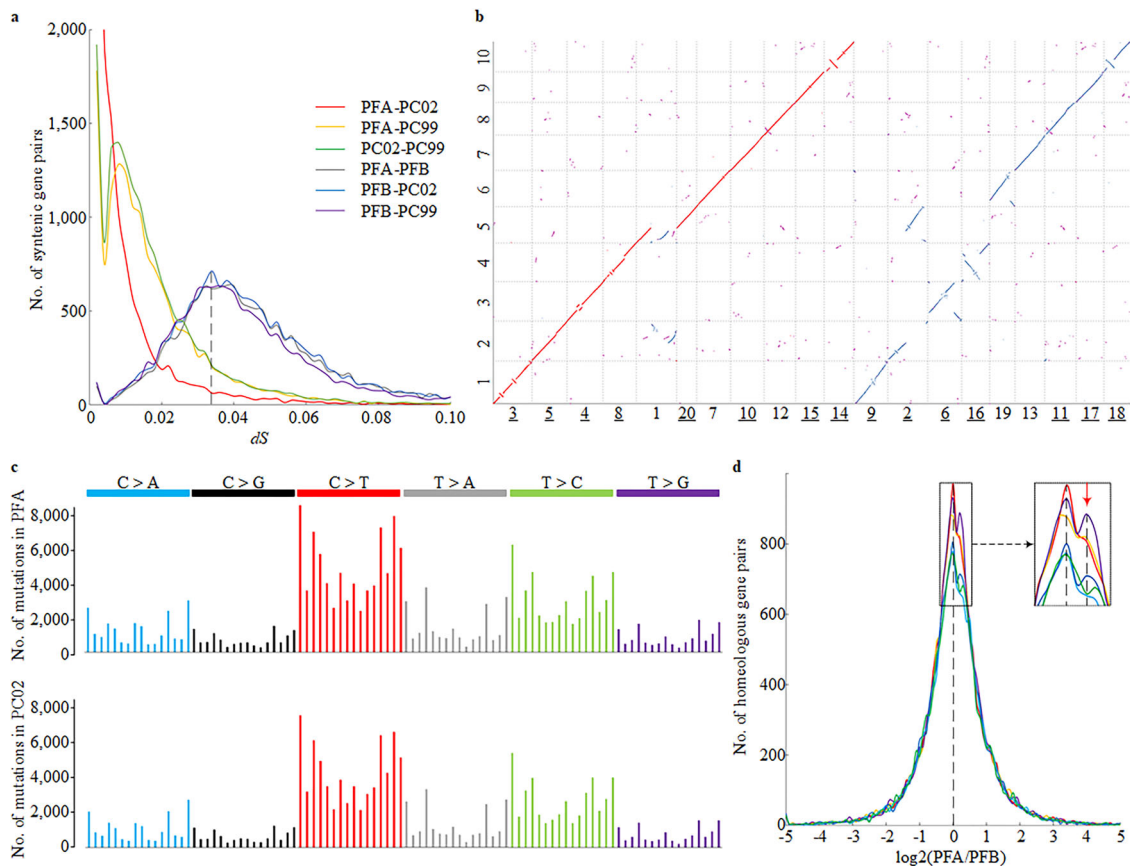 a
2,000
1,500
1,000
500
0
No. of syntenic gene pairs
0 0.02 0.04 0.06 0.08 0.10
dS
PFA-PC02
PFA-PC99
PC02-PC99
PFA-PFB
PFB-PC02
PFB-PC99
b
10
9
8
7
6
5
4
3
2
1
3 5 4 8 1 20 7 10 12 15 14 9 2 6 16 19 13 11 17 18
c
C > A C > G C > T T > A T > C T > G
No. of mutations in PFA
8,000
6,000
4,000
2,000
0
No. of mutations in PC02
8,000
6,000
4,000
2,000
0
d
No. of homeologous gene pairs
800
600
400
200
0
-5 -4 -3 -2 -1 0 1 2 3 4 5
log2(PFA/PFB)